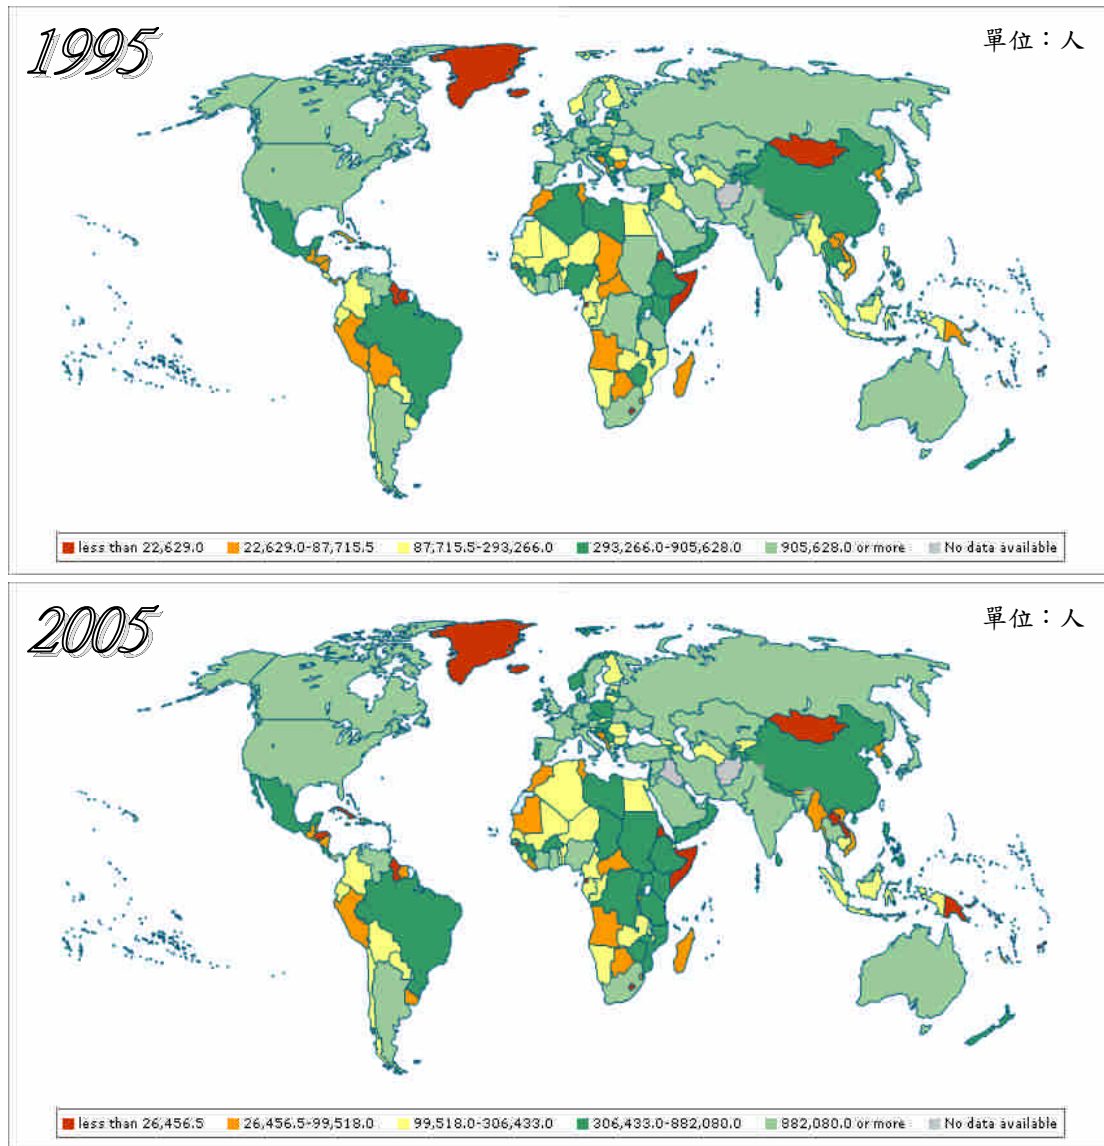 1995
單位：人
less than 22,629.0 22,629.0-87,715.5 87,715.5-293,266.0 293,266.0-905,628.0 905,628.0 or more No data available
2005
單位：人
less than 26,456.5 26,456.5-99,518.0 99,518.0-306,433.0 306,433.0-882,080.0 882,080.0 or more No data available